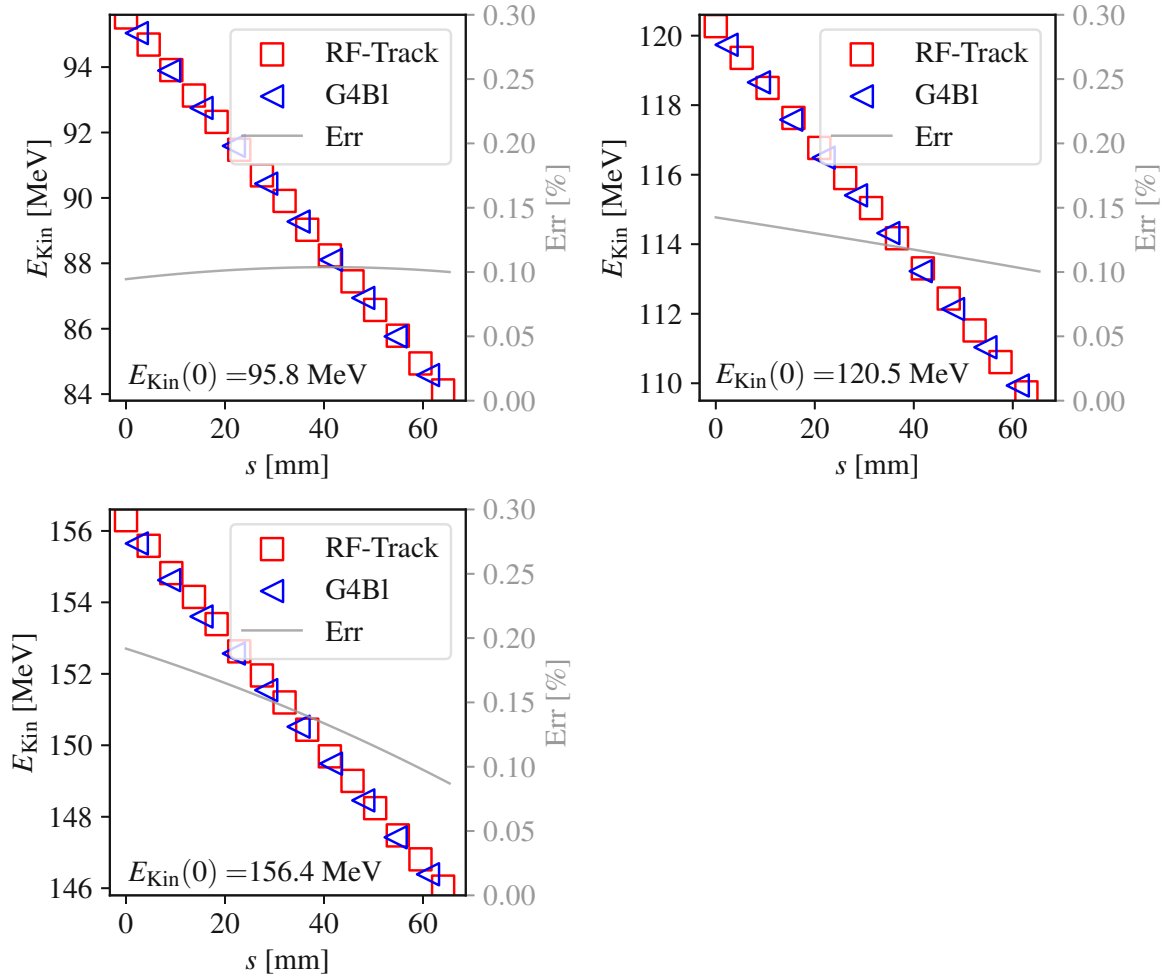 0.30
RF-Track
G4Bl
Err
94
92
90
88
86
84
E_Kin [MeV]
0.25
0.20
0.15
0.10
0.05
0.00
Err [%]
E_Kin(0) =95.8 MeV
0 20 40 60
s [mm]
0.30
RF-Track
G4Bl
Err
120
118
116
114
112
110
E_Kin [MeV]
0.25
0.20
0.15
0.10
0.05
0.00
Err [%]
E_Kin(0) =120.5 MeV
0 20 40 60
s [mm]
0.30
RF-Track
G4Bl
Err
156
154
152
150
148
146
E_Kin [MeV]
0.25
0.20
0.15
0.10
0.05
0.00
Err [%]
E_Kin(0) =156.4 MeV
0 20 40 60
s [mm]